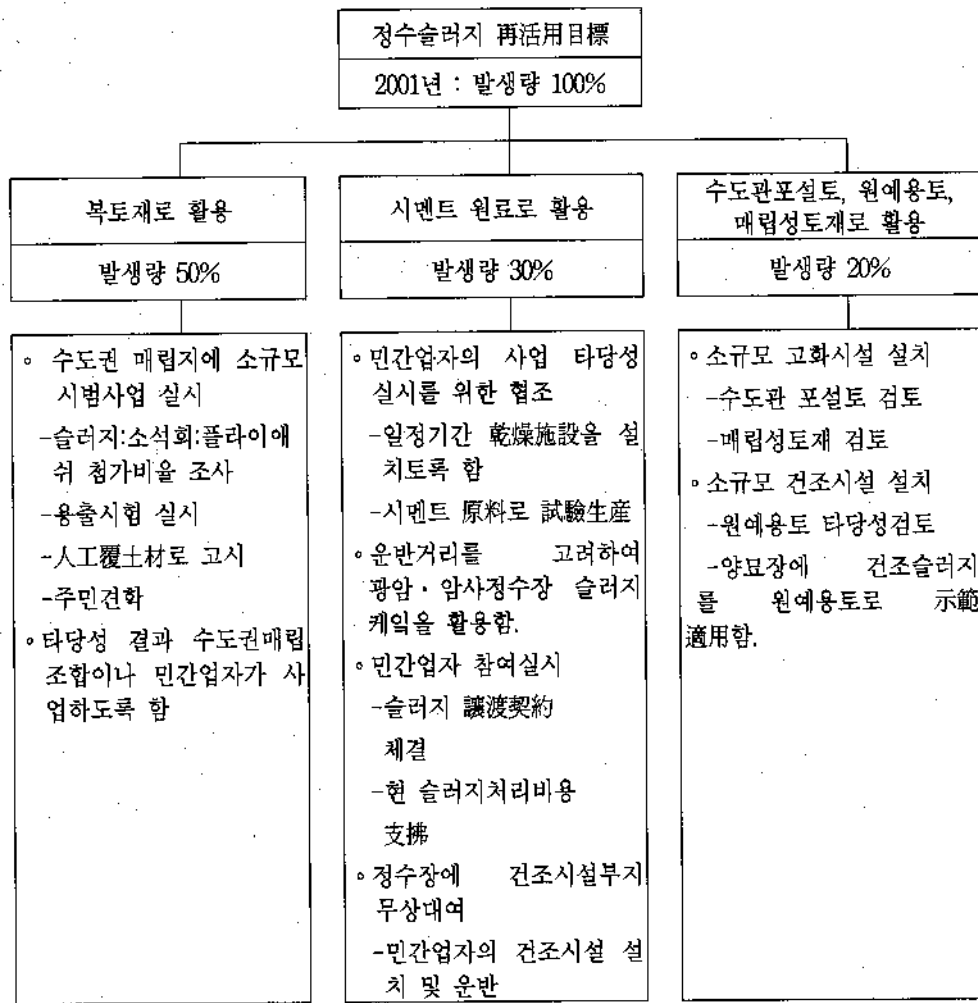 정수슬러지 再活用目標
2001년 : 발생량 100%
복토재로 활용
발생량 50%
◦ 수도권 매립지에 소규모
시범사업 실시
-슬러지:소석회:플라이애
쉬 첨가비율 조사
-용출시험 실시
-人工覆土材로 고시
-주민견학
◦타당성 결과 수도권매립
조합이나 민간업자가 사
업하도록 함
시멘트 원료로 활용
발생량 30%
◦민간업자의 사업 타당성
실시를 위한 협조
-일정기간 乾燥施設을 설
치토록 함
-시멘트 原料로 試驗生産
◦운반거리를 고려하여
광암·암사정수장 슬러지
케잌을 활용함.
◦민간업자 참여실시
-슬러지 讓渡契約
체결
-현 슬러지처리비용
支拂
◦정수장에 건조시설부지
무상대여
-민간업자의 건조시설 설
치 및 운반
수도관포설토, 원예용토,
매립성토재로 활용
발생량 20%
◦소규모 고화시설 설치
-수도관 포설토 검토
-매립성토재 검토
◦소규모 건조시설 설치
-원예용토 타당성검토
-양묘장에 건조슬러지
를 원예용토로 示範
適用함.